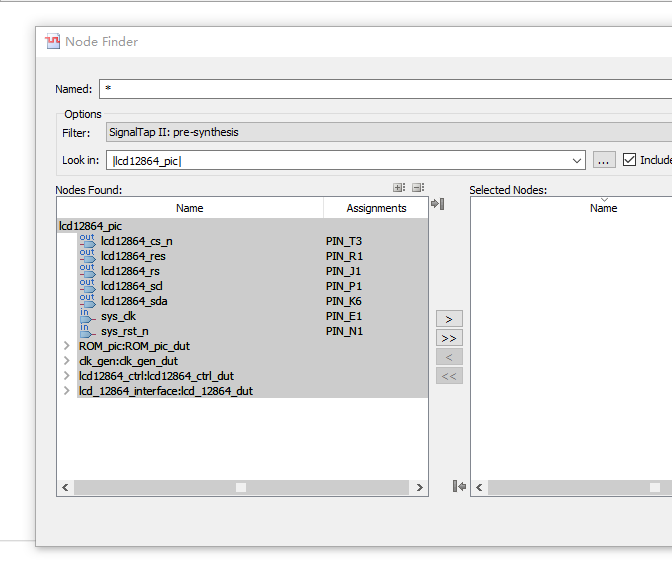 Node Finder
Named: *
Options
Filter: SignalTap II: pre-synthesis
Look in: |lcd12864_pic| ... Include
Nodes Found: Selected Nodes:
Name Assignments Name
lcd12864_pic
out lcd12864_cs_n PIN_T3
out lcd12864_res PIN_R1
out lcd12864_rs PIN_J1
out lcd12864_scl PIN_P1
out lcd12864_sda PIN_K6
in sys_clk PIN_E1
in sys_rst_n PIN_N1
ROM_pic:ROM_pic_dut
clk_gen:clk_gen_dut
lcd12864_ctrl:lcd12864_ctrl_dut
lcd_12864_interface:lcd_12864_dut
>
>>
<
<<